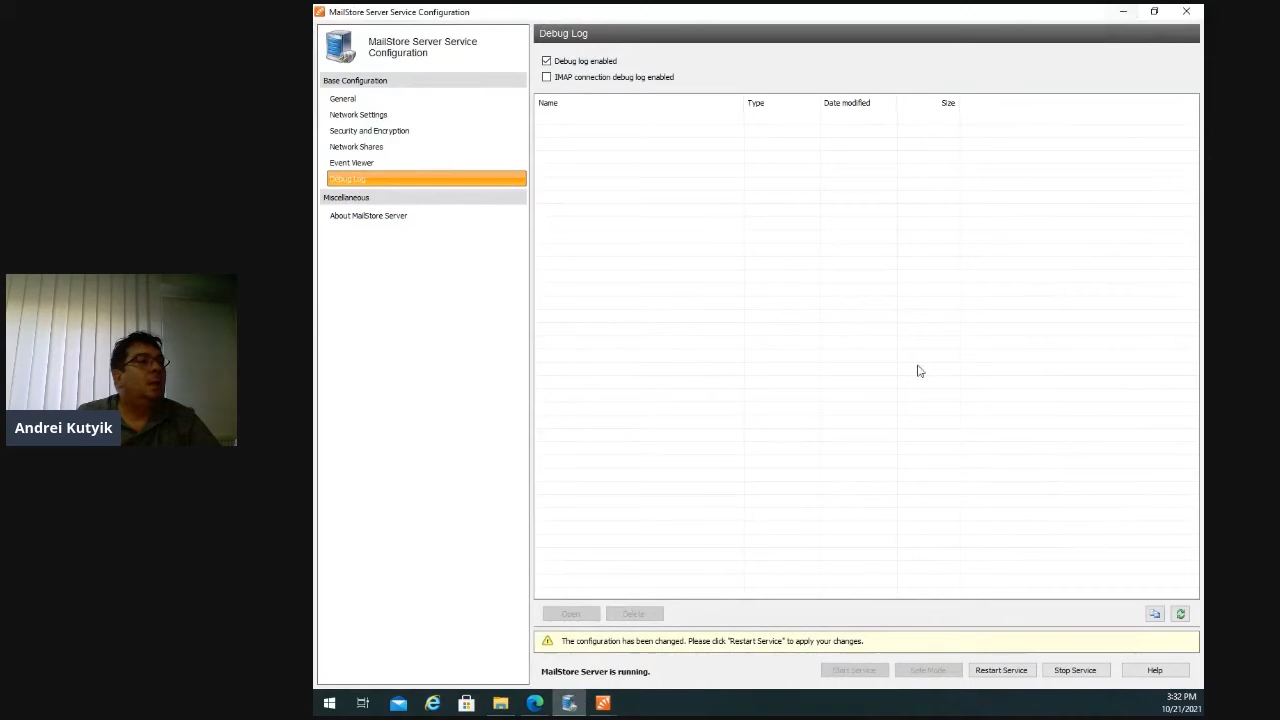 MailStore Server Service Configuration
MailStore Server Service
Configuration
Base Configuration
General
Network Settings
Security and Encryption
Network Shares
Event Viewer
Debug Log
Miscellaneous
About MailStore Server
Debug Log
Debug log enabled
IMAP connection debug log enabled
Name Type Date modified Size
Open Delete
The configuration has been changed. Please click "Restart Service" to apply your changes.
MailStore Server is running.
Start Service Safe Mode Restart Service Stop Service Help
Andrei Kutyik
3:32 PM
10/21/2021